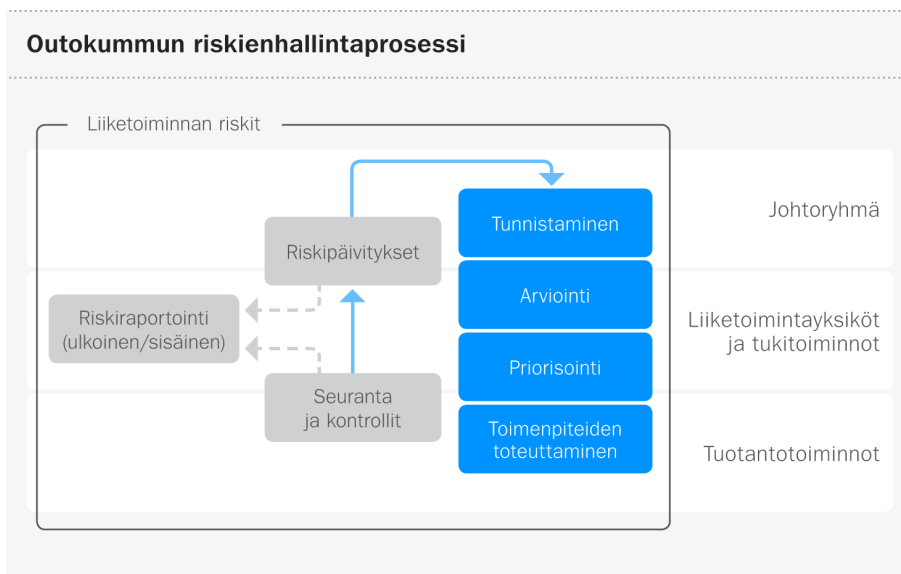 Outokummun riskienhallintaprosessi
Liiketoiminnan riskit
Tunnistaminen
Johtoryhmä
Riskipäivitykset
Arviointi
Riskiraportointi
(ulkoinen/sisäinen)
Liiketoimintayksiköt
ja tukitoiminnot
Priorisointi
Seuranta
ja kontrollit
Toimenpiteiden
toteuttaminen
Tuotantotoiminnot